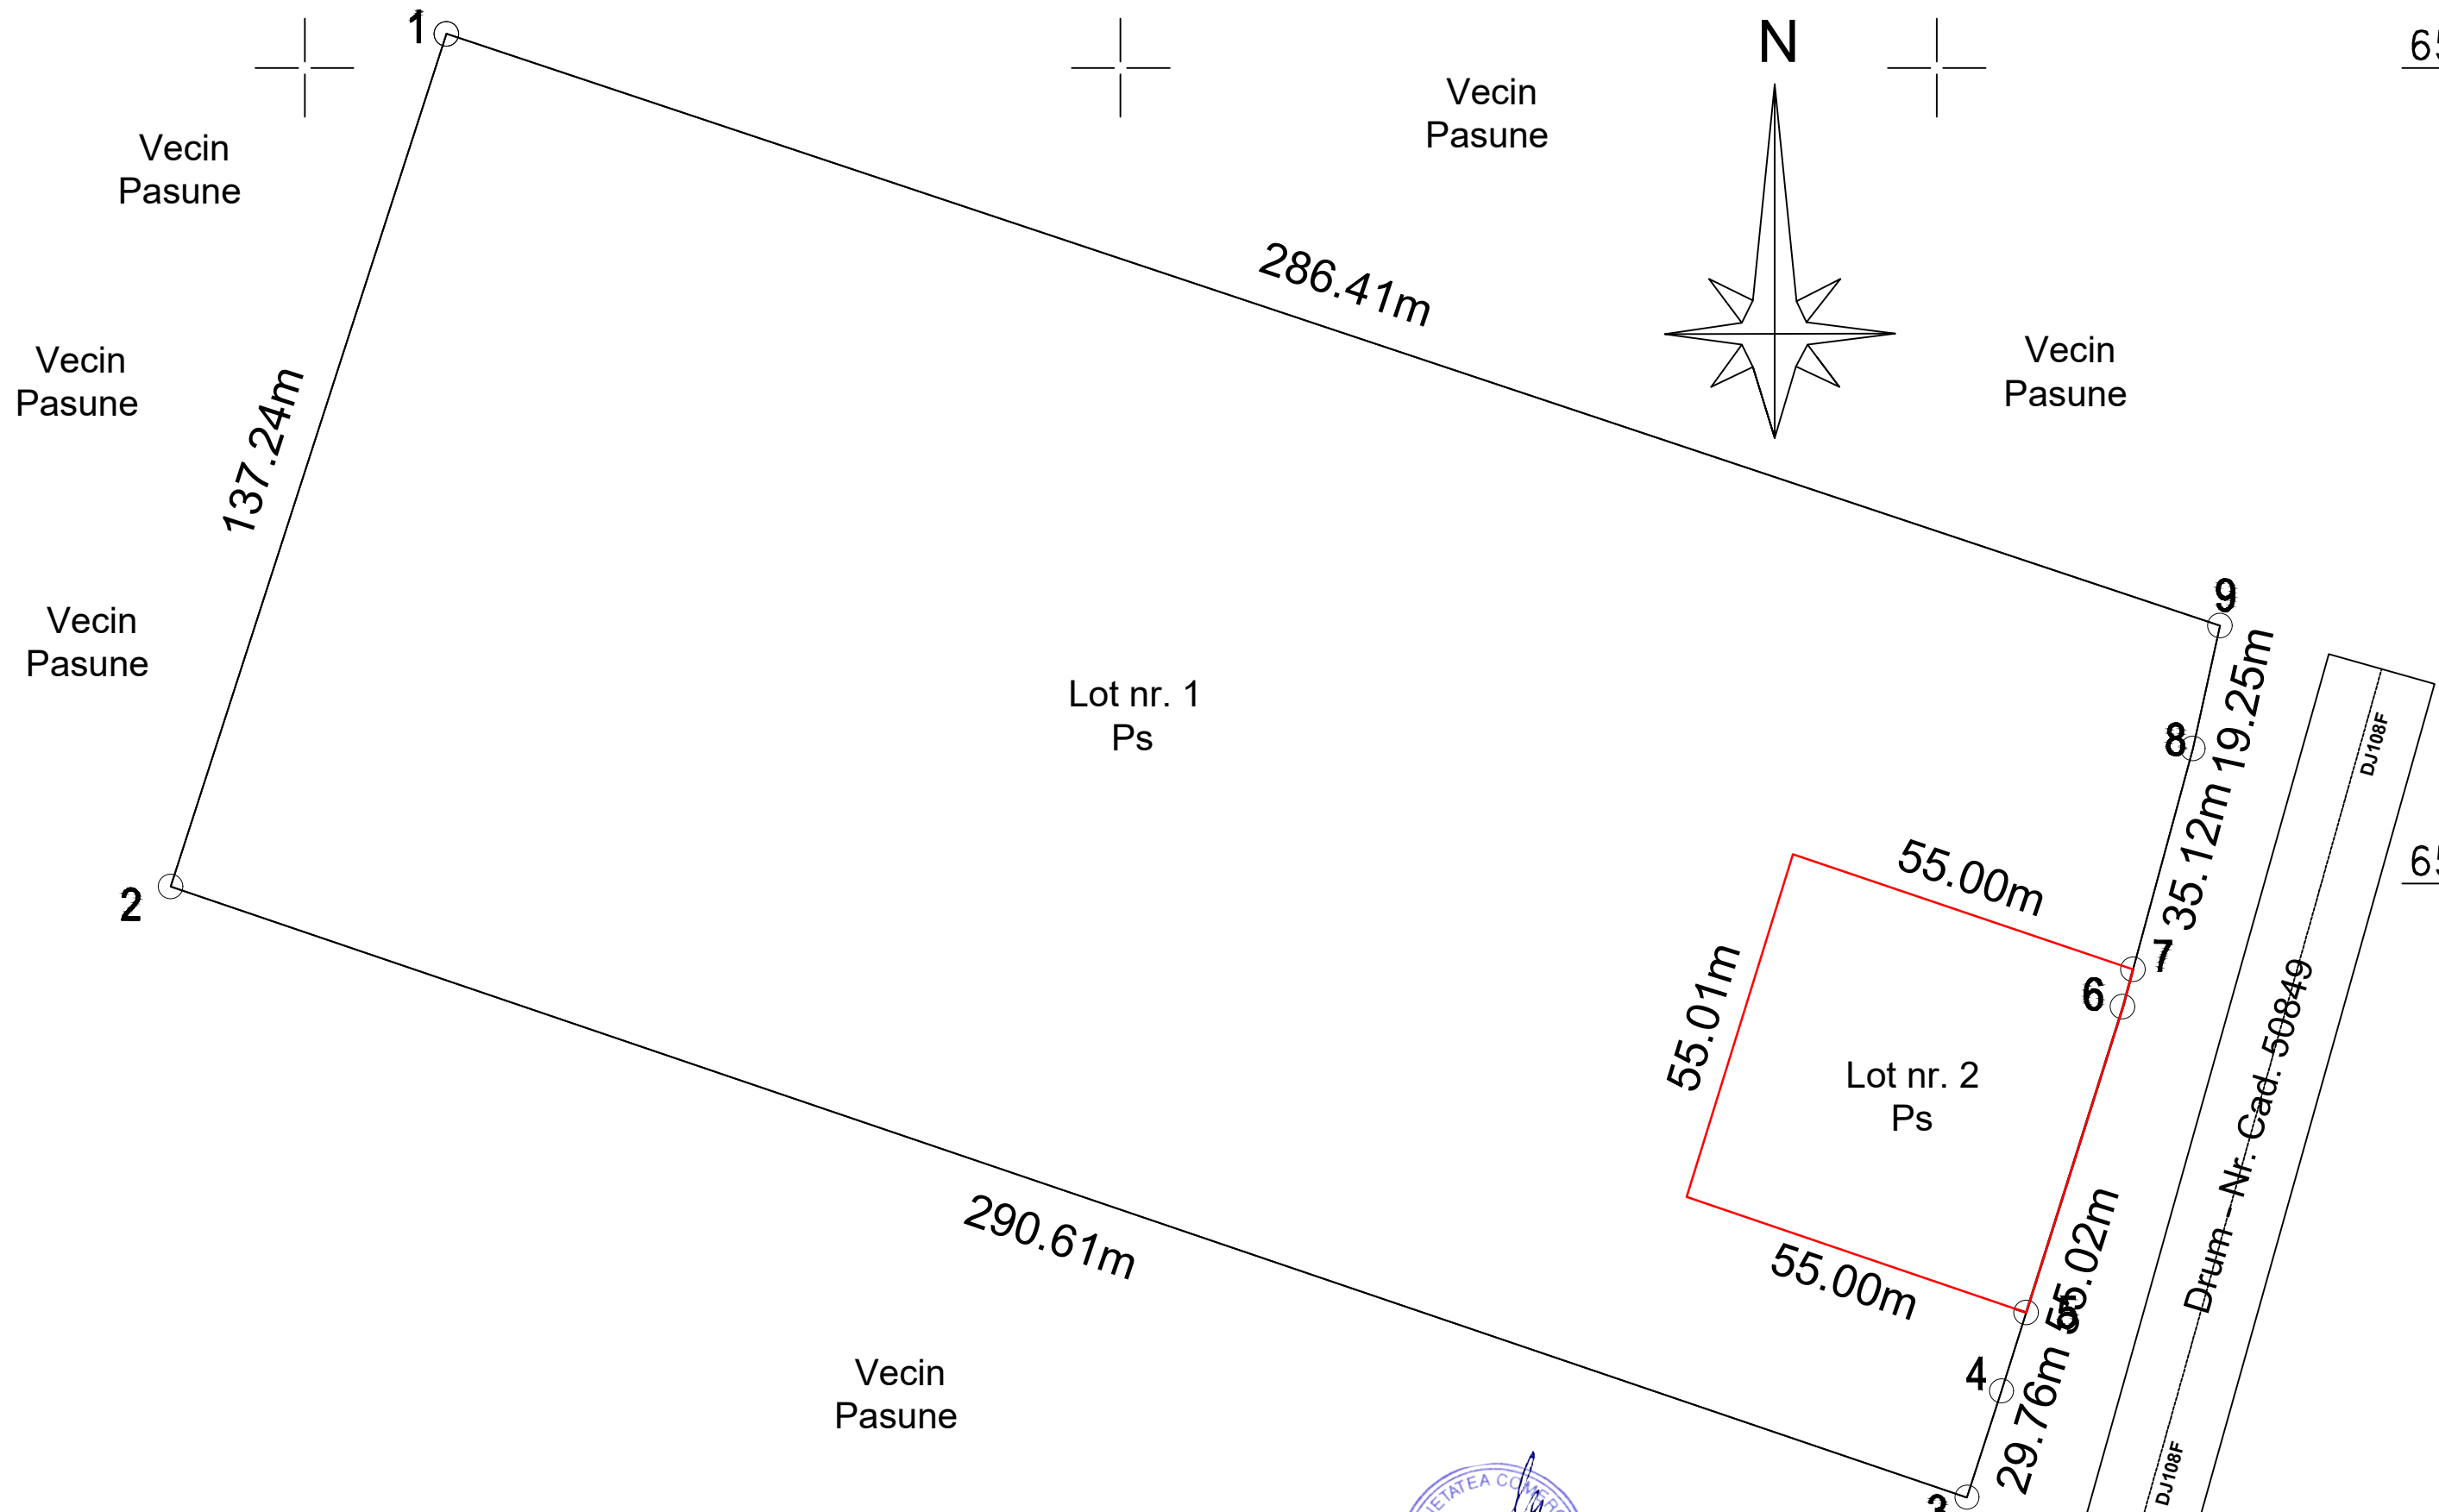 1
N
65
Vecin
Pasune
Vecin
Pasune
286.41m
Vecin
Pasune
Vecin
Pasune
137.24m
9
19.25m
Vecin
Pasune
Lot nr. 1
Ps
8
DJ108F
35.12m
2
55.00m
65
7
6
55.01m
Drum - Nr. Cad. 50849
Lot nr. 2
Ps
290.61m
55.02m
55.00m
5
Vecin
Pasune
4
29.76m
DJ108F
3